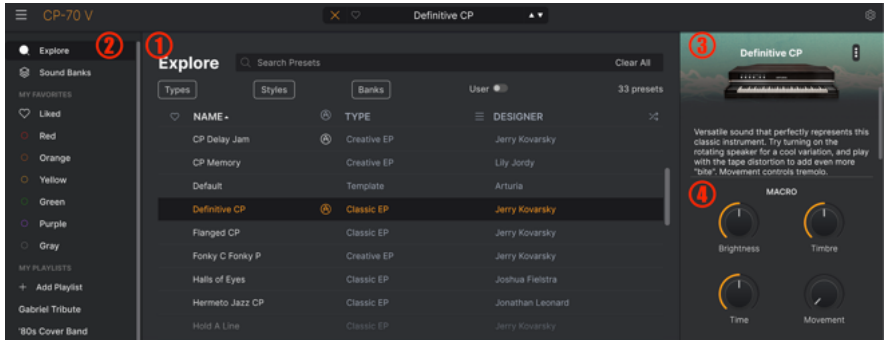 CP-70 V
Definitive CP
2
Explore
Sound Banks
MY FAVORITES
Liked
Red
Orange
Yellow
Green
Purple
Gray
MY PLAYLISTS
+ Add Playlist
Gabriel Tribute
'80s Cover Band
1
Explore
Search Presets
Clear All
Types
Styles
Banks
User
33 presets
NAME
TYPE
DESIGNER
CP Delay Jam Creative EP Jerry Kovarsky
CP Memory Creative EP Lily Jordy
Default Template Arturia
Definitive CP Classic EP Jerry Kovarsky
Flanged CP Classic EP Jerry Kovarsky
Fonky C Fonky P Creative EP Jerry Kovarsky
Halls of Eyes Classic EP Joshua Fielstra
Hermeto Jazz CP Classic EP Jonathan Leonard
Hold A Line Classic EP Jerry Kovarsky
3
Definitive CP
Versatile sound that perfectly represents this
classic instrument. Try turning on the
rotating speaker for a cool variation, and play
with the tape distortion to add even more
"bite". Movement controls tremolo.
4
MACRO
Brightness
Timbre
Time
Movement